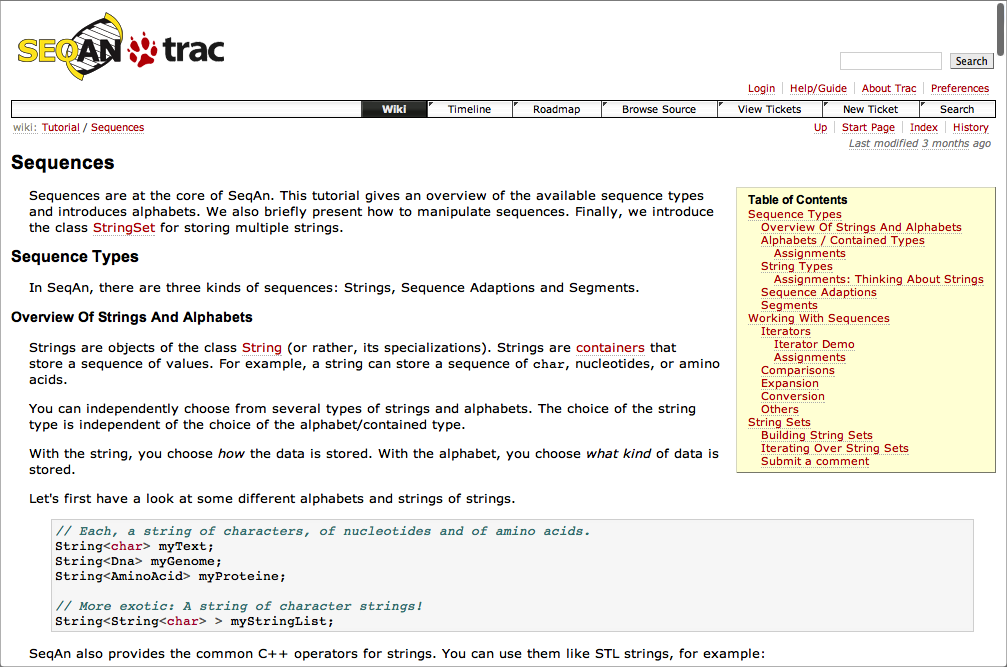 SEQAN trac
Search
Login Help/Guide About Trac Preferences
Wiki Timeline Roadmap Browse Source View Tickets New Ticket Search
wiki: Tutorial / Sequences
Up Start Page Index History
Last modified 3 months ago
Sequences
Sequences are at the core of SeqAn. This tutorial gives an overview of the available sequence types
and introduces alphabets. We also briefly present how to manipulate sequences. Finally, we introduce
the class StringSet for storing multiple strings.
Sequence Types
In SeqAn, there are three kinds of sequences: Strings, Sequence Adaptions and Segments.
Overview Of Strings And Alphabets
Strings are objects of the class String (or rather, its specializations). Strings are containers that
store a sequence of values. For example, a string can store a sequence of char, nucleotides, or amino
acids.
You can independently choose from several types of strings and alphabets. The choice of the string
type is independent of the choice of the alphabet/contained type.
With the string, you choose how the data is stored. With the alphabet, you choose what kind of data is
stored.
Let's first have a look at some different alphabets and strings of strings.
// Each, a string of characters, of nucleotides and of amino acids.
String<char> myText;
String<Dna> myGenome;
String<AminoAcid> myProteine;
// More exotic: A string of character strings!
String<String<char> > myStringList;
SeqAn also provides the common C++ operators for strings. You can use them like STL strings, for example:
Table of Contents
Sequence Types
Overview Of Strings And Alphabets
Alphabets / Contained Types
Assignments
String Types
Assignments: Thinking About Strings
Sequence Adaptions
Segments
Working With Sequences
Iterators
Iterator Demo
Assignments
Comparisons
Expansion
Conversion
Others
String Sets
Building String Sets
Iterating Over String Sets
Submit a comment